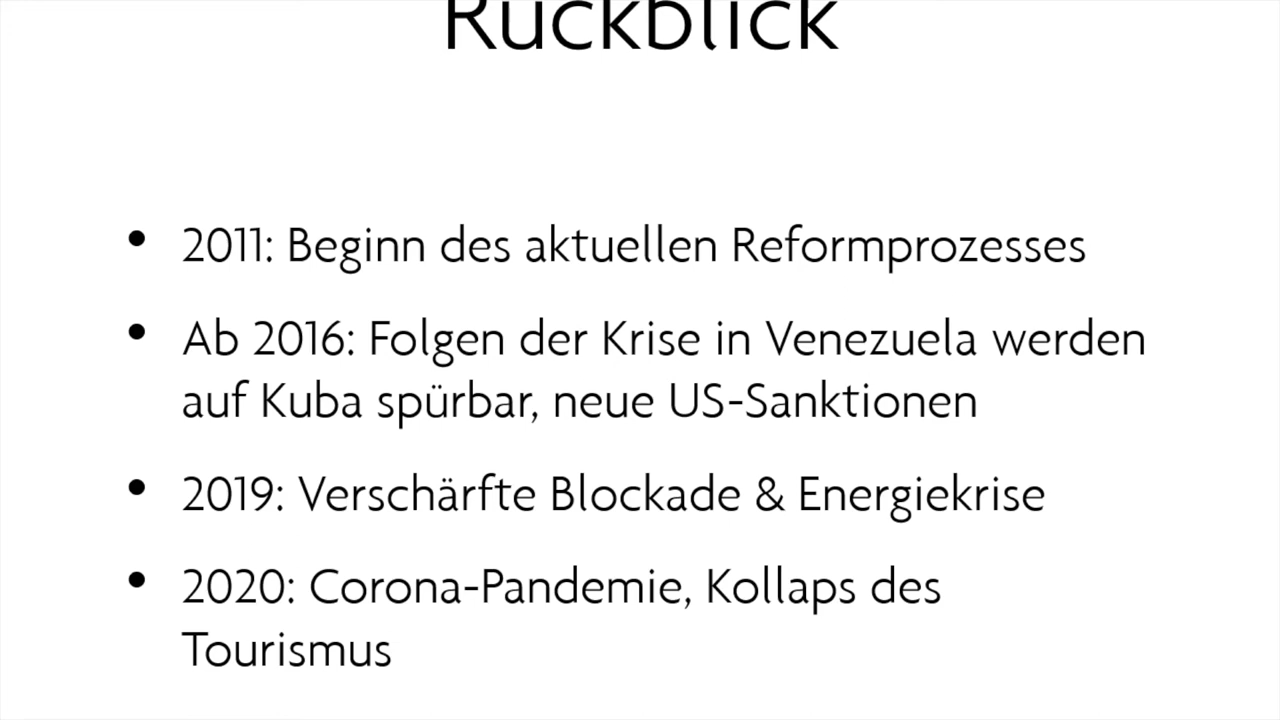 Rückblick
• 2011: Beginn des aktuellen Reformprozesses
• Ab 2016: Folgen der Krise in Venezuela werden
auf Kuba spürbar, neue US-Sanktionen
• 2019: Verschärfte Blockade & Energiekrise
• 2020: Corona-Pandemie, Kollaps des
Tourismus